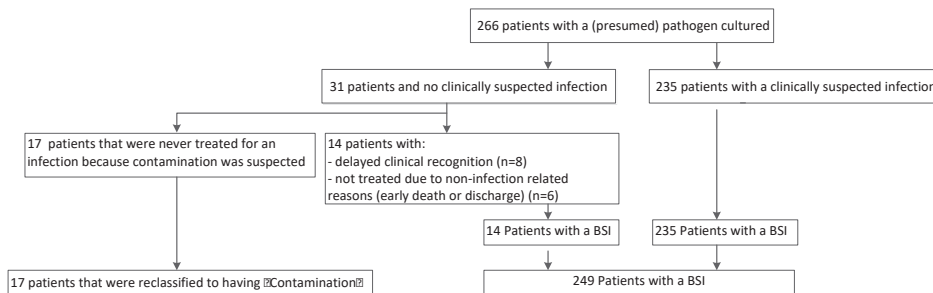 266 patients with a (presumed) pathogen cultured
31 patients and no clinically suspected infection
235 patients with a clinically suspected infection
17 patients that were never treated for an
infection because contamination was suspected
14 patients with:
- delayed clinical recognition (n=8)
- not treated due to non-infection related
reasons (early death or discharge) (n=6)
14 Patients with a BSI
235 Patients with a BSI
17 patients that were reclassified to having 🯄Contamination🯄
249 Patients with a BSI